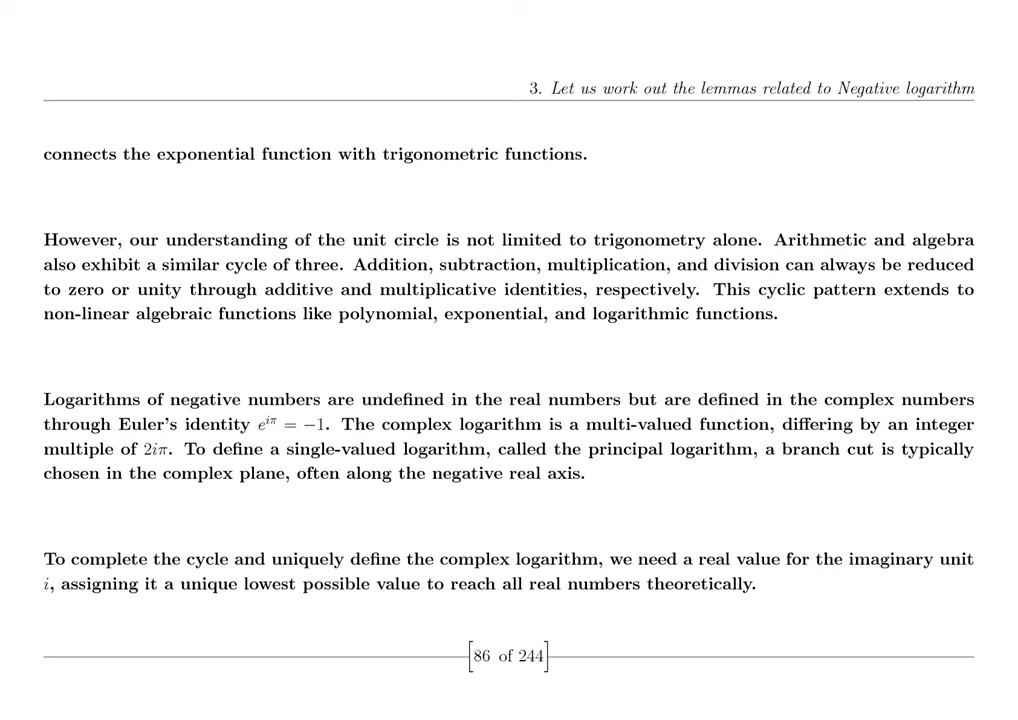 3. Let us work out the lemmas related to Negative logarithm
connects the exponential function with trigonometric functions.
However, our understanding of the unit circle is not limited to trigonometry alone. Arithmetic and algebra
also exhibit a similar cycle of three. Addition, subtraction, multiplication, and division can always be reduced
to zero or unity through additive and multiplicative identities, respectively. This cyclic pattern extends to
non-linear algebraic functions like polynomial, exponential, and logarithmic functions.
Logarithms of negative numbers are undefined in the real numbers but are defined in the complex numbers
through Euler's identity $e^{i\pi} = -1$. The complex logarithm is a multi-valued function, differing by an integer
multiple of $2i\pi$. To define a single-valued logarithm, called the principal logarithm, a branch cut is typically
chosen in the complex plane, often along the negative real axis.
To complete the cycle and uniquely define the complex logarithm, we need a real value for the imaginary unit
$i$, assigning it a unique lowest possible value to reach all real numbers theoretically.
[86 of 244]